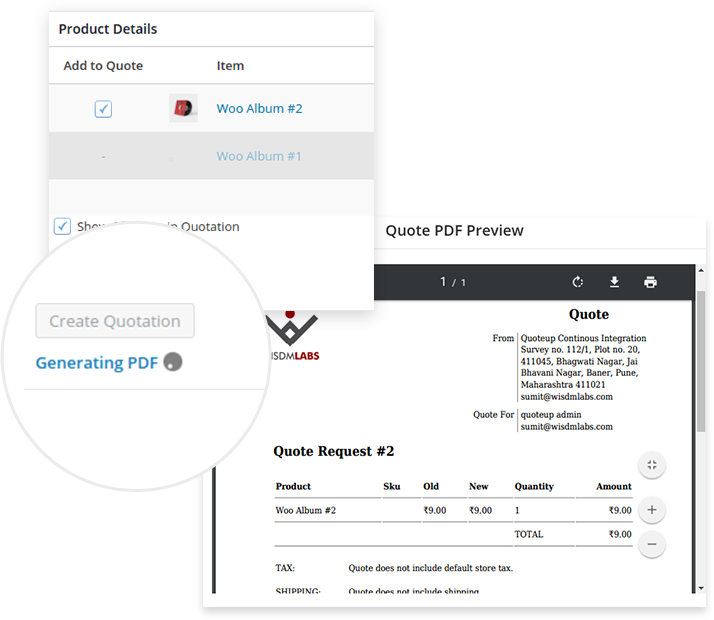 Product Details
Add to Quote Item
Woo Album #2
- Woo Album #1
Quotation
Create Quotation
Generating PDF
Quote PDF Preview
1 / 1
ISDMLABS
Quote
From Quoteup Continous Integration
Survey no. 112/1, Plot no. 20,
411045, Bhagwati Nagar, Jai
Bhavani Nagar, Baner, Pune,
Maharashtra 411021
sumit@wisdmlabs.com
Quote For quoteup admin
sumit@wisdmlabs.com
Quote Request #2
Product Sku Old New Quantity Amount
Woo Album #2 ₹9.00 ₹9.00 1 ₹9.00
TOTAL ₹9.00
TAX: Quote does not include default store tax.
SHIPPING: Quote does not include shipping